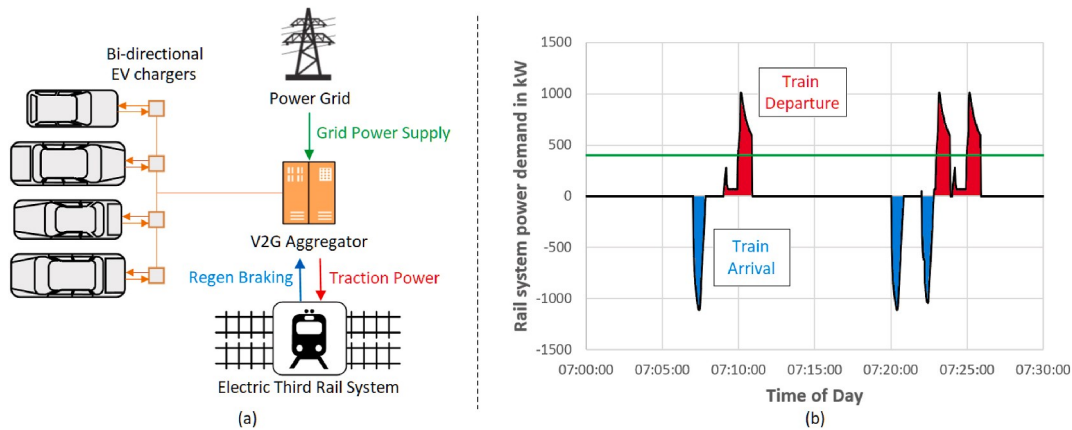 Bi-directional
EV chargers
Power Grid
Grid Power Supply
V2G Aggregator
Regen Braking
Traction Power
Electric Third Rail System
(a)
Rail system power demand in kW
1500
1000
500
0
-500
-1000
-1500
Train
Departure
Train
Arrival
07:00:00
07:05:00
07:10:00
07:15:00
07:20:00
07:25:00
07:30:00
Time of Day
(b)